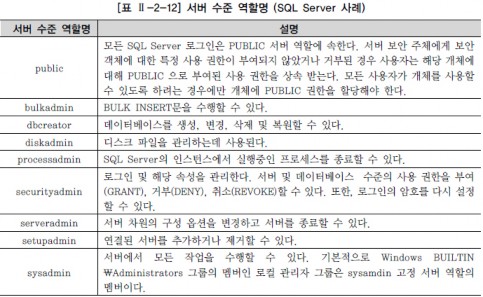 [표 Ⅱ-2-12] 서버 수준 역할명 (SQL Server 사례)
서버 수준 역할명 설명
public
모든 SQL Server 로그인은 PUBLIC 서버 역할에 속한다. 서버 보안 주체에게 보안
객체에 대한 특정 사용 권한이 부여되지 않았거나 거부된 경우 사용자는 해당 개체에
대해 PUBLIC 으로 부여된 사용 권한을 상속 받는다. 모든 사용자가 개체를 사용할
수 있도록 하려는 경우에만 개체에 PUBLIC 권한을 할당해야 한다.
bulkadmin BULK INSERT문을 수행할 수 있다.
dbcreator 데이터베이스를 생성, 변경, 삭제 및 복원할 수 있다.
diskadmin 디스크 파일을 관리하는데 사용된다.
processadmin SQL Server의 인스턴스에서 실행중인 프로세스를 종료할 수 있다.
securityadmin
로그인 및 해당 속성을 관리한다. 서버 및 데이터베이스 수준의 사용 권한을 부여
(GRANT), 거부(DENY), 취소(REVOKE)할 수 있다. 또한, 로그인의 암호를 다시 설정
할 수 있다.
serveradmin 서버 차원의 구성 옵션을 변경하고 서버를 종료할 수 있다.
setupadmin 연결된 서버를 추가하거나 제거할 수 있다.
sysadmin
서버에서 모든 작업을 수행할 수 있다. 기본적으로 Windows BUILTIN
₩Administrators 그룹의 멤버인 로컬 관리자 그룹은 sysamdin 고정 서버 역할의
멤버이다.